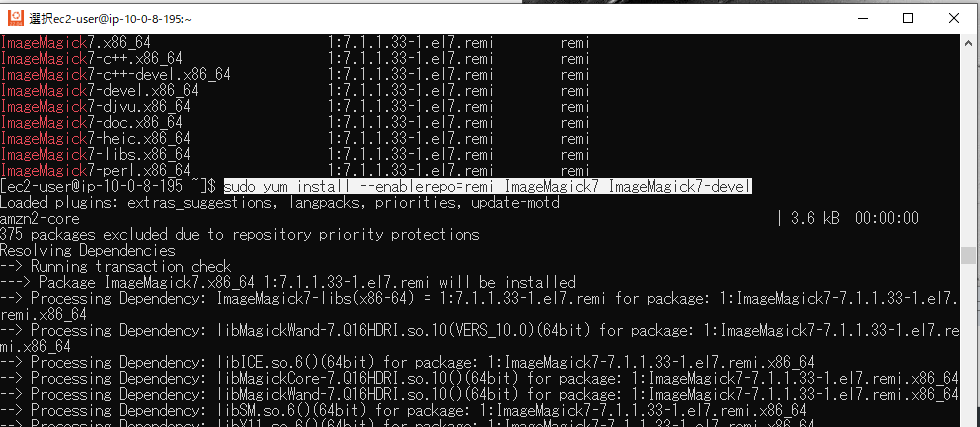 選択ec2-user@ip-10-0-8-195:~
ImageMagick7.x86_64 1:7.1.1.33-1.el7.remi remi
ImageMagick7-c++.x86_64 1:7.1.1.33-1.el7.remi remi
ImageMagick7-c++-devel.x86_64 1:7.1.1.33-1.el7.remi remi
ImageMagick7-devel.x86_64 1:7.1.1.33-1.el7.remi remi
ImageMagick7-djvu.x86_64 1:7.1.1.33-1.el7.remi remi
ImageMagick7-doc.x86_64 1:7.1.1.33-1.el7.remi remi
ImageMagick7-heic.x86_64 1:7.1.1.33-1.el7.remi remi
ImageMagick7-libs.x86_64 1:7.1.1.33-1.el7.remi remi
ImageMagick7-perl.x86_64 1:7.1.1.33-1.el7.remi remi
[ec2-user@ip-10-0-8-195 ~]$ sudo yum install --enablerepo=remi ImageMagick7 ImageMagick7-devel
Loaded plugins: extras_suggestions, langpacks, priorities, update-motd
amzn2-core | 3.6 kB 00:00:00
375 packages excluded due to repository priority protections
Resolving Dependencies
--> Running transaction check
---> Package ImageMagick7.x86_64 1:7.1.1.33-1.el7.remi will be installed
--> Processing Dependency: ImageMagick7-libs(x86-64) = 1:7.1.1.33-1.el7.remi for package: 1:ImageMagick7-7.1.1.33-1.el7.
remi.x86_64
--> Processing Dependency: libMagickWand-7.Q16HDRI.so.10(VERS_10.0)(64bit) for package: 1:ImageMagick7-7.1.1.33-1.el7.re
mi.x86_64
--> Processing Dependency: libICE.so.6()(64bit) for package: 1:ImageMagick7-7.1.1.33-1.el7.remi.x86_64
--> Processing Dependency: libMagickCore-7.Q16HDRI.so.10()(64bit) for package: 1:ImageMagick7-7.1.1.33-1.el7.remi.x86_64
--> Processing Dependency: libMagickWand-7.Q16HDRI.so.10()(64bit) for package: 1:ImageMagick7-7.1.1.33-1.el7.remi.x86_64
--> Processing Dependency: libSM.so.6()(64bit) for package: 1:ImageMagick7-7.1.1.33-1.el7.remi.x86_64
--> Processing Dependency: libX11.so.6()(64bit) for package: 1:ImageMagick7-7.1.1.33-1.el7.remi.x86_64